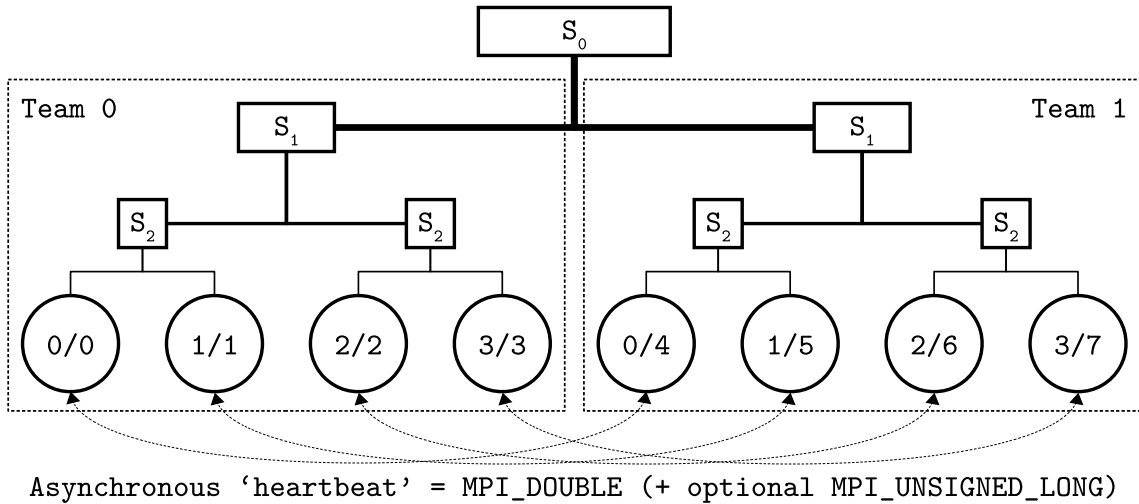 S₀
Team 0
Team 1
S₁ S₁
S₂ S₂ S₂ S₂
0/0 1/1 2/2 3/3 0/4 1/5 2/6 3/7
Asynchronous ‘heartbeat’ = MPI_DOUBLE (+ optional MPI_UNSIGNED_LONG)